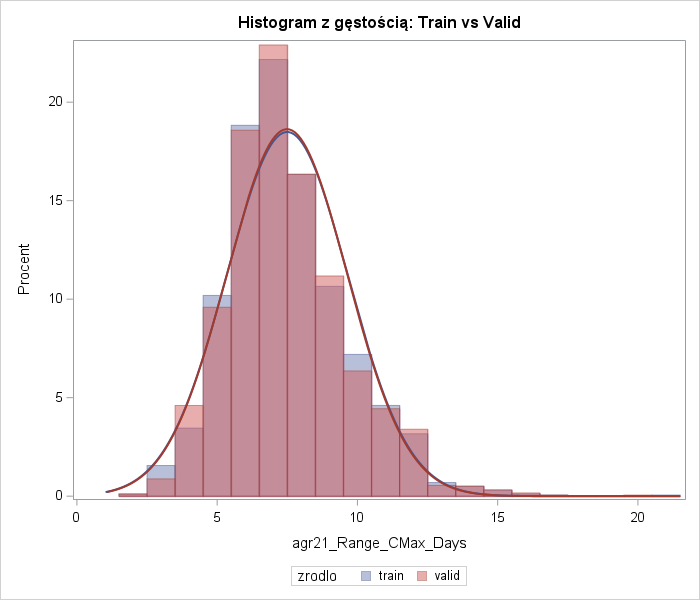 Histogram z gęstością: Train vs Valid
20
15
10
5
0
Procent
0 5 10 15 20
agr21_Range_CMax_Days
zrodlo train valid